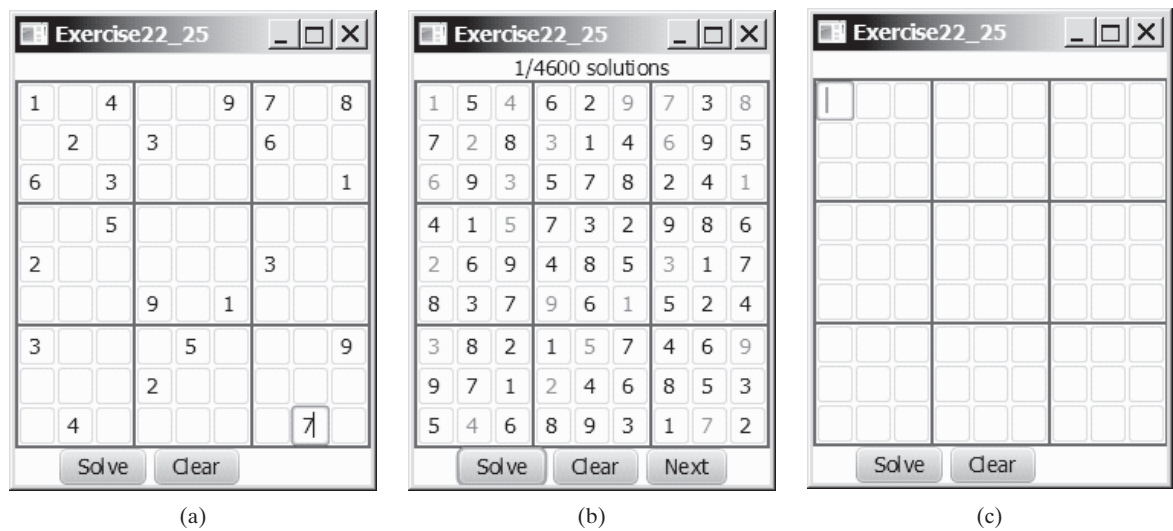 Exercise22_25
1 4 9 7 8
2 3 6
6 3 1
5
2 3
9 1
3 5 9
2
4 7
Solve Clear
(a)
Exercise22_25
1/4600 solutions
1 5 4 6 2 9 7 3 8
7 2 8 3 1 4 6 9 5
6 9 3 5 7 8 2 4 1
4 1 5 7 3 2 9 8 6
2 6 9 4 8 5 3 1 7
8 3 7 9 6 1 5 2 4
3 8 2 1 5 7 4 6 9
9 7 1 2 4 6 8 5 3
5 4 6 8 9 3 1 7 2
Solve Clear Next
(b)
Exercise22_25
Solve Clear
(c)